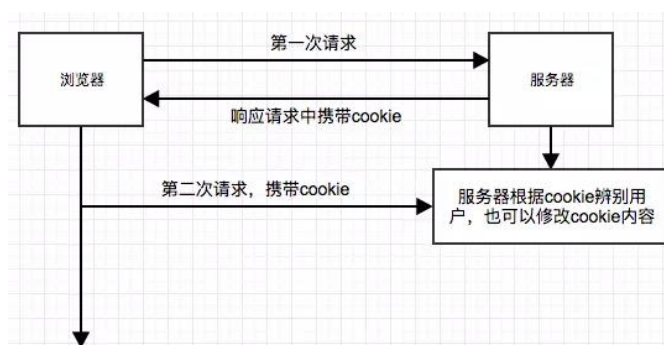 第一次请求
浏览器
服务器
响应请求中携带cookie
第二次请求，携带cookie
服务器根据cookie辨别用
户，也可以修改cookie内容